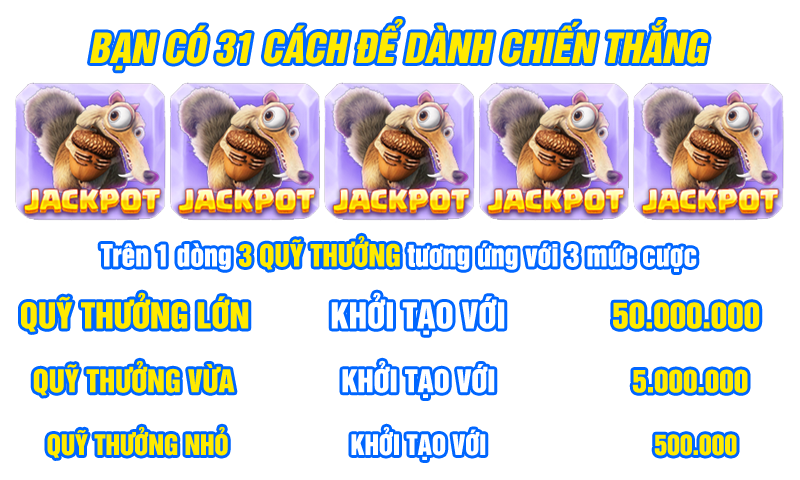 BẠN CÓ 31 CÁCH ĐỂ DÀNH CHIẾN THẮNG
JACKPOT JACKPOT JACKPOT JACKPOT JACKPOT
Trên 1 dòng 3 QUỸ THƯỞNG tương ứng với 3 mức cược
QUỸ THƯỞNG LỚN KHỞI TẠO VỚI 50.000.000
QUỸ THƯỞNG VỪA KHỞI TẠO VỚI 5.000.000
QUỸ THƯỞNG NHỎ KHỞI TẠO VỚI 500.000